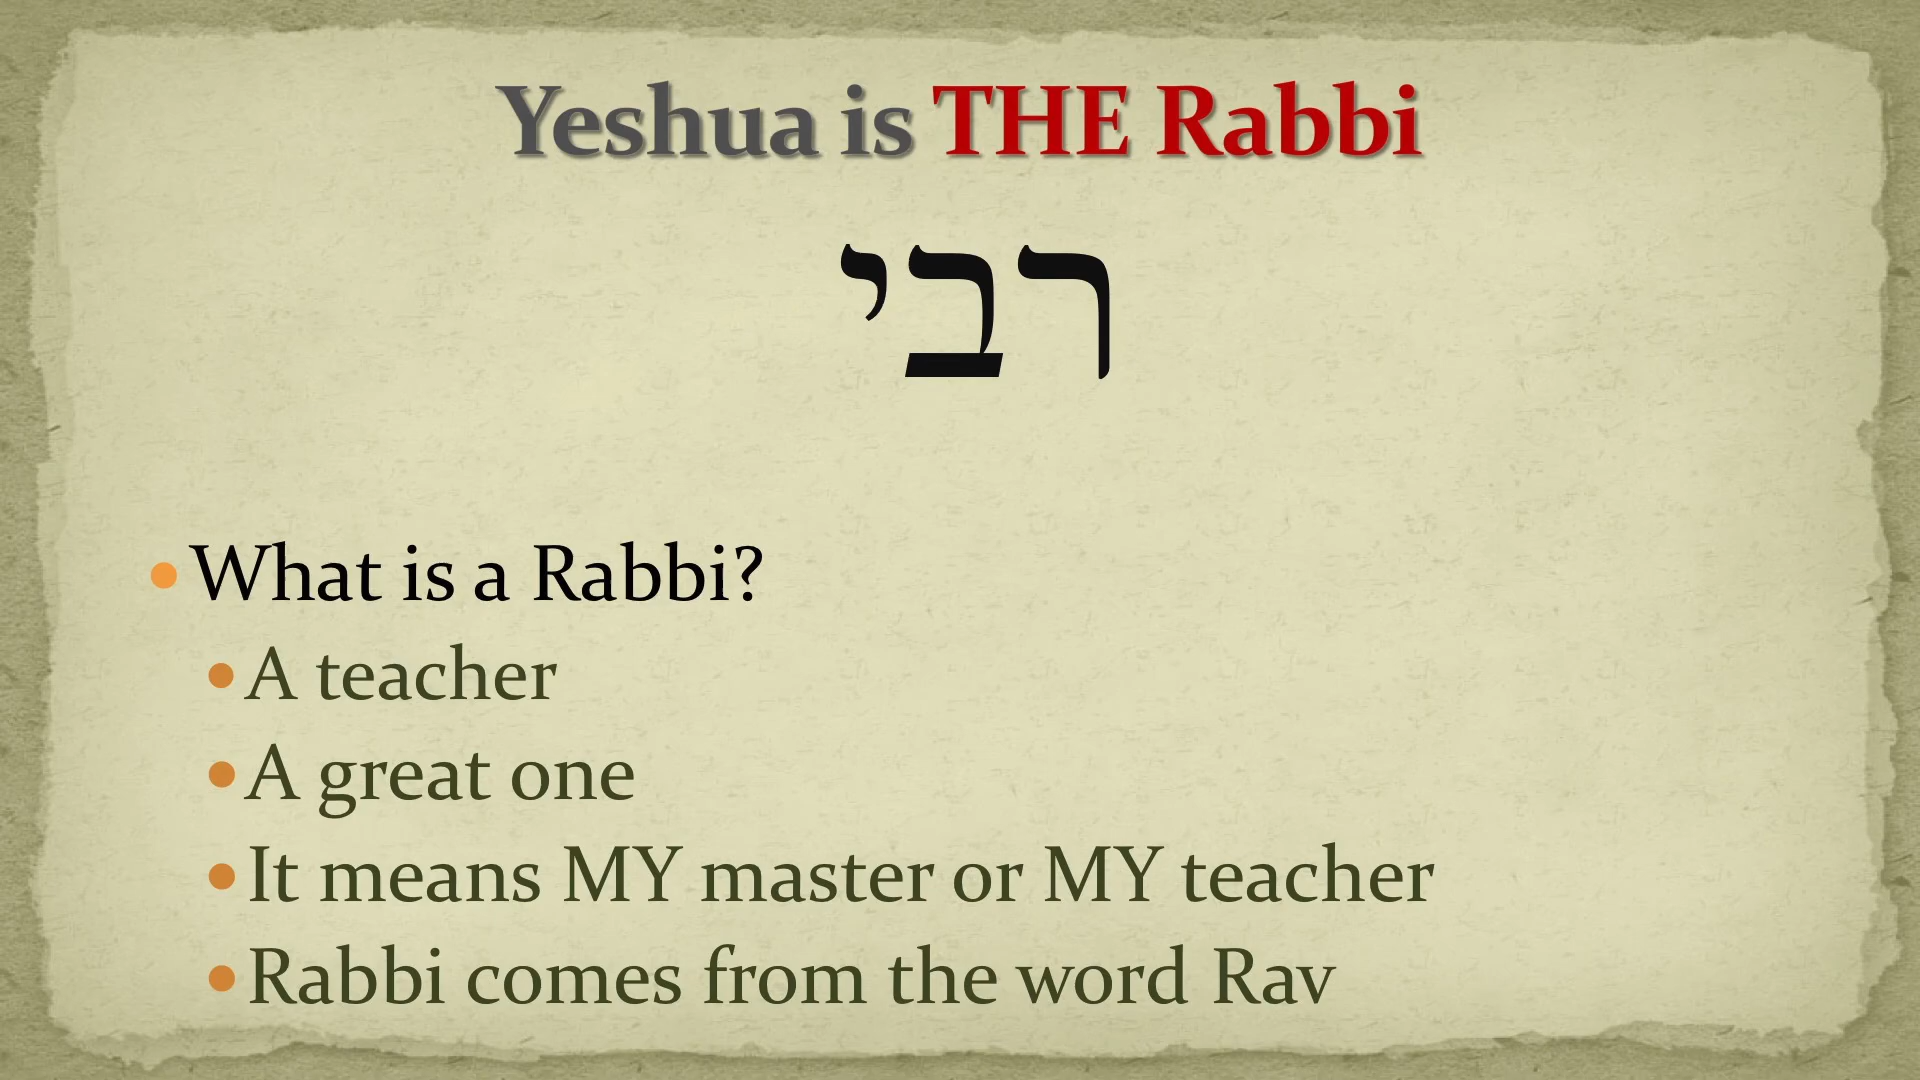 Yeshua is THE Rabbi
רבי
• What is a Rabbi?
• A teacher
• A great one
• It means MY master or MY teacher
• Rabbi comes from the word Rav